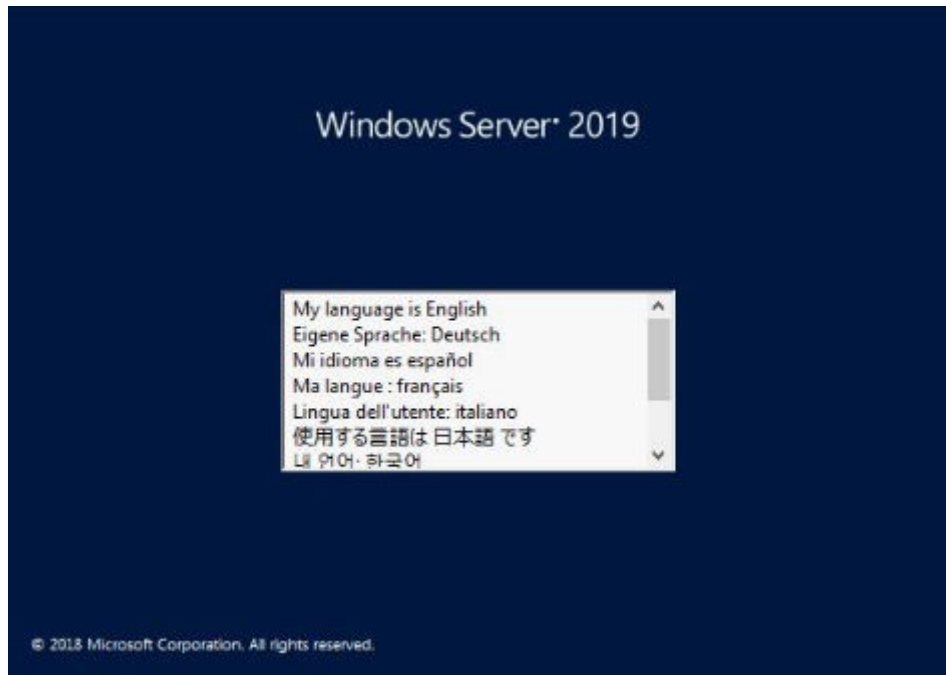 Windows Server® 2019
My language is English
Eigene Sprache: Deutsch
Mi idioma es español
Ma langue : français
Lingua dell'utente: italiano
使用する言語は 日本語 です
내 언어: 한국어
© 2018 Microsoft Corporation. All rights reserved.